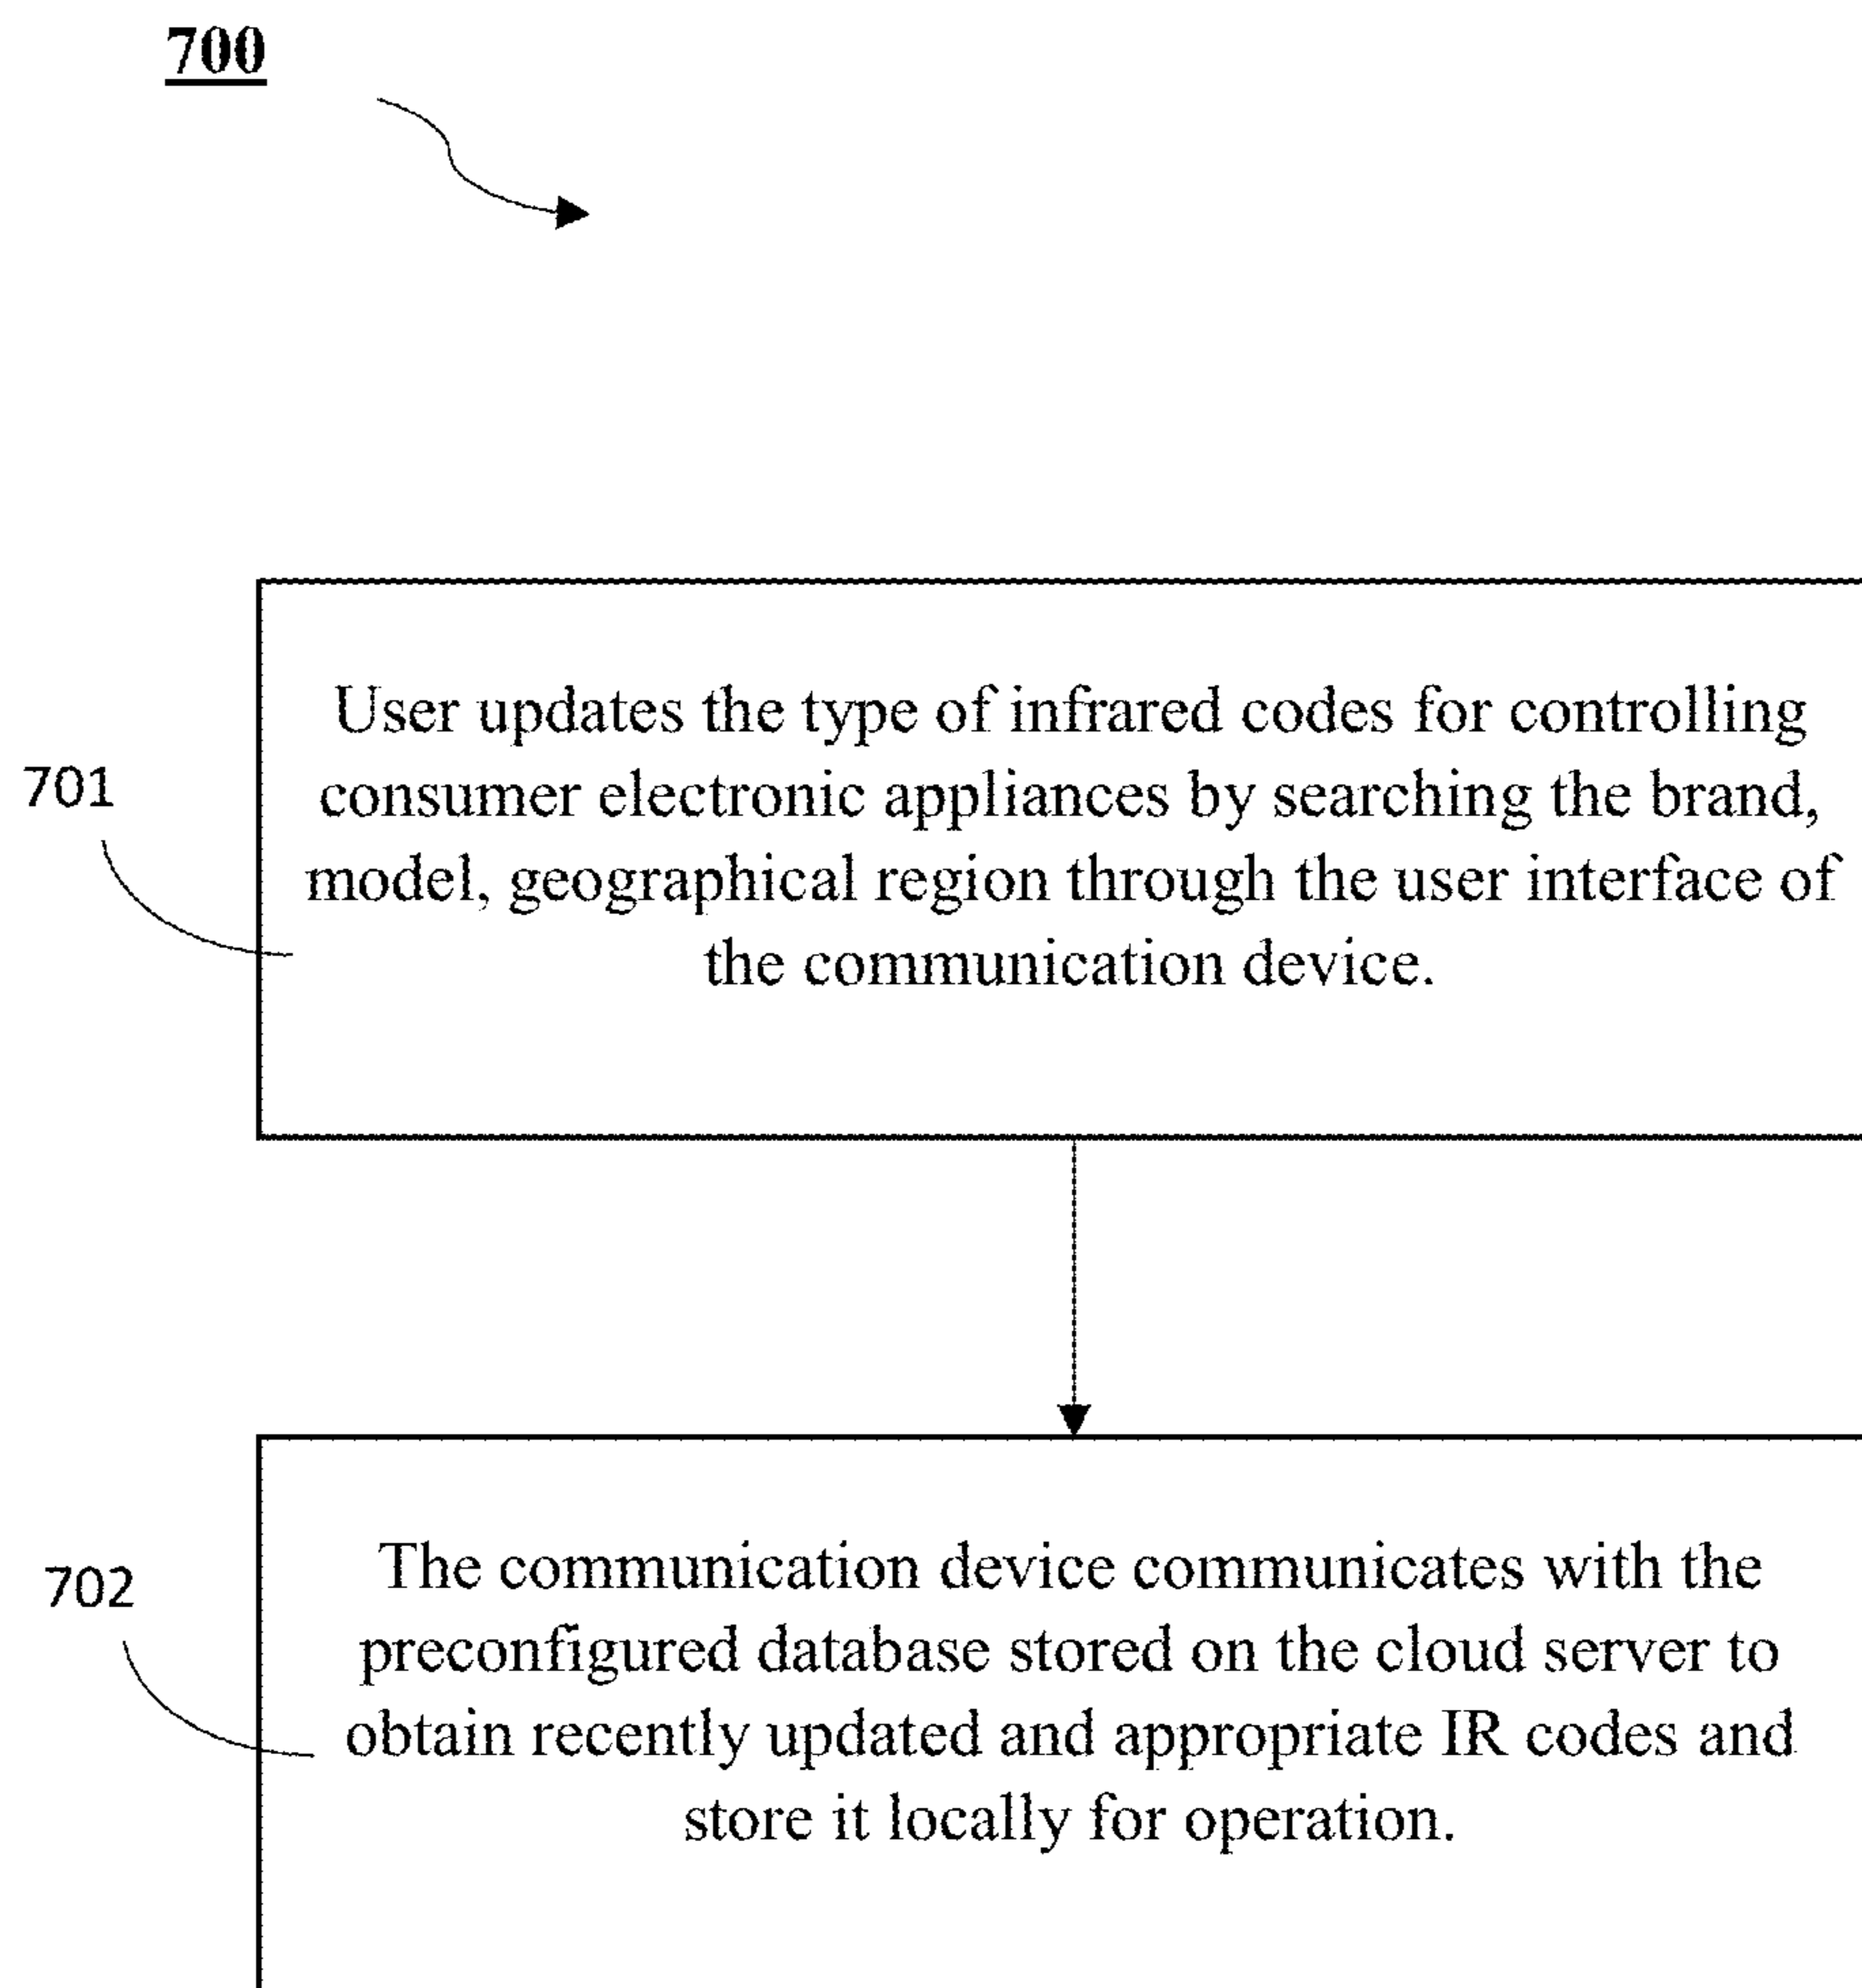 700
701
User updates the type of infrared codes for controlling
consumer electronic appliances by searching the brand,
model, geographical region through the user interface of
the communication device.
702
The communication device communicates with the
preconfigured database stored on the cloud server to
obtain recently updated and appropriate IR codes and
store it locally for operation.